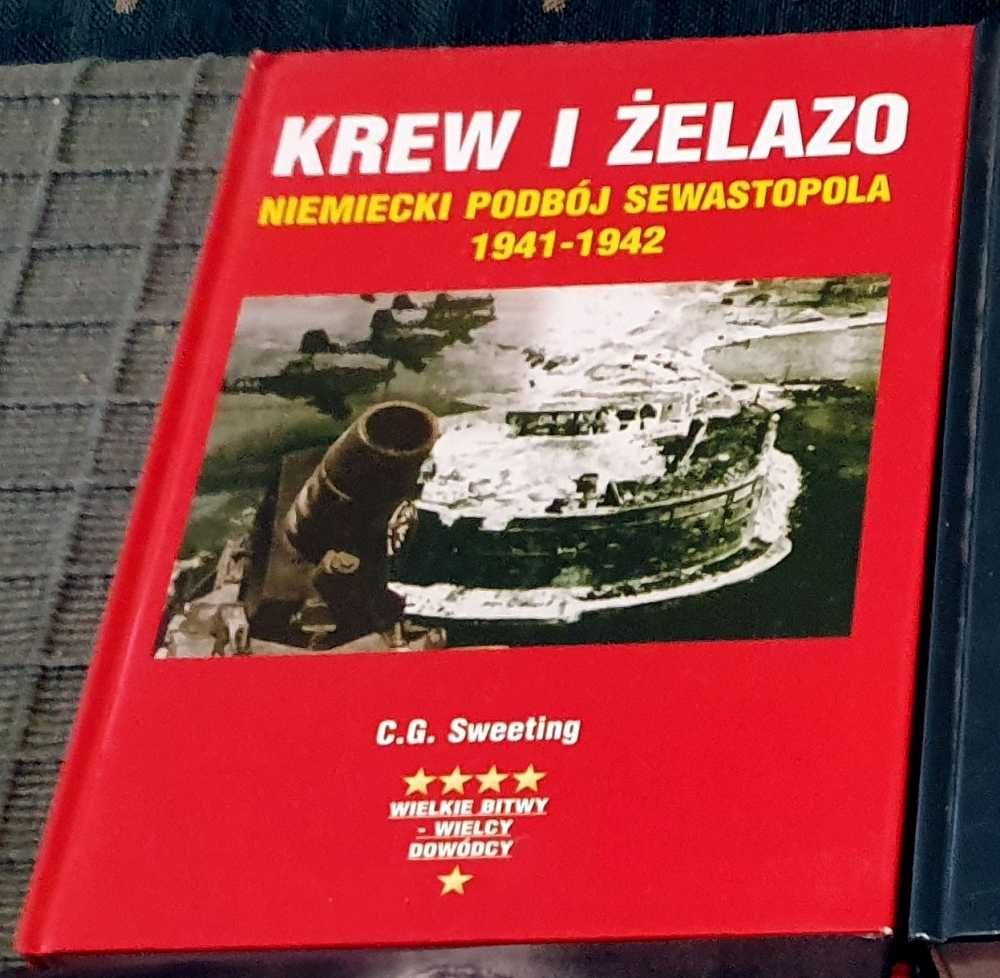 KREW I ŻELAZO
NIEMIECKI PODBÓJ SEWASTOPOLA
1941-1942
C.G. Sweeting
WIELKIE BITWY
- WIELCY
DOWÓDCY